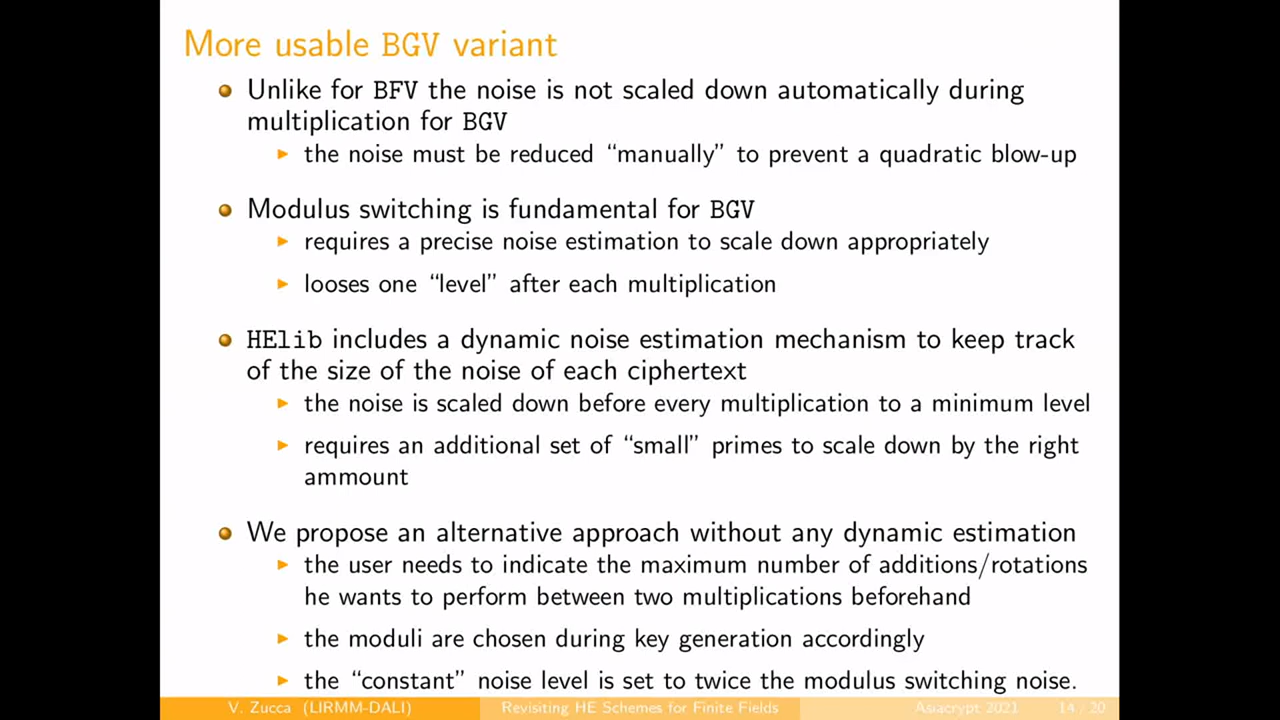 More usable BGV variant
Unlike for BFV the noise is not scaled down automatically during
multiplication for BGV
the noise must be reduced “manually” to prevent a quadratic blow-up
Modulus switching is fundamental for BGV
requires a precise noise estimation to scale down appropriately
looses one “level” after each multiplication
HElib includes a dynamic noise estimation mechanism to keep track
of the size of the noise of each ciphertext
the noise is scaled down before every multiplication to a minimum level
requires an additional set of “small” primes to scale down by the right
ammount
We propose an alternative approach without any dynamic estimation
the user needs to indicate the maximum number of additions/rotations
he wants to perform between two multiplications beforehand
the moduli are chosen during key generation accordingly
the “constant” noise level is set to twice the modulus switching noise.
V. Zucca (LIRMM-DALI) Revisiting HE Schemes for Finite Fields Asiacrypt 2021 14 / 20